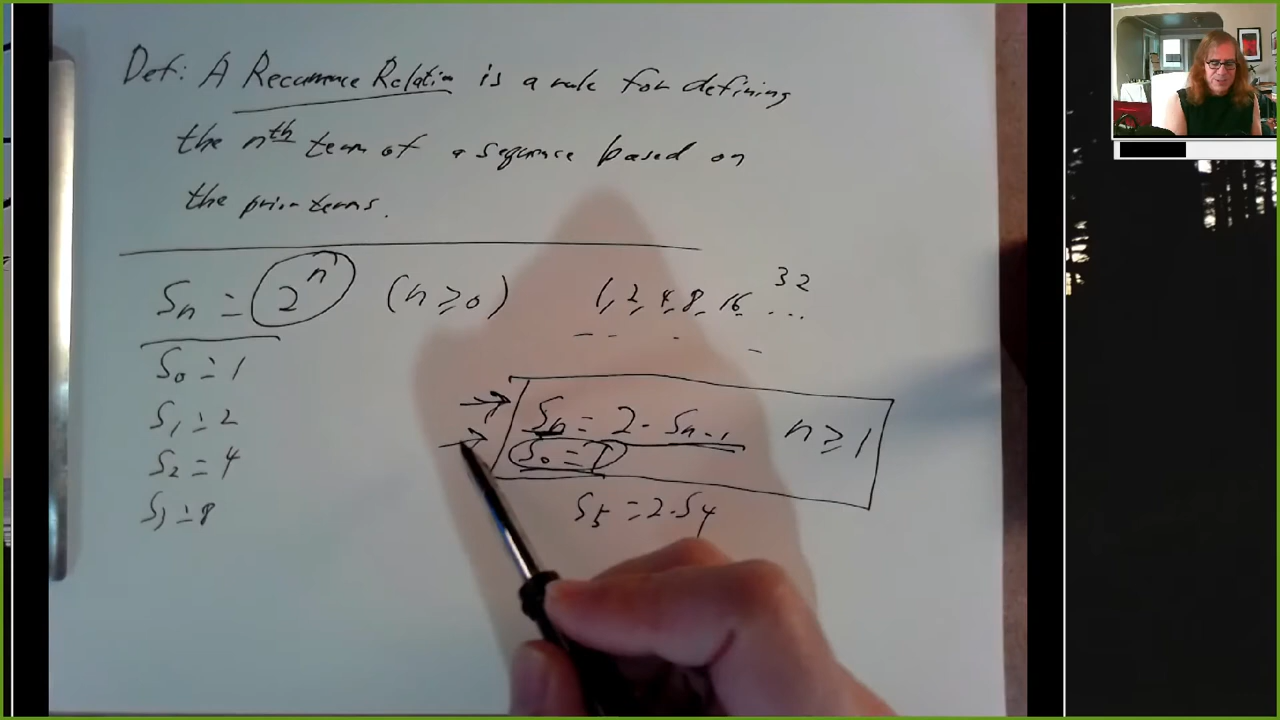 Def: A Recurrence Relation is a rule for defining
the nth term of a sequence based on
the prior terms.
Sn = 2^n (n ≥ 0) 1, 2, 4, 8, 16, ... 32
S0 = 1
S1 = 2
S2 = 4
S3 = 8
Sn = 2 · Sn-1 n ≥ 1
S0 = 1
S5 = 2 · S4